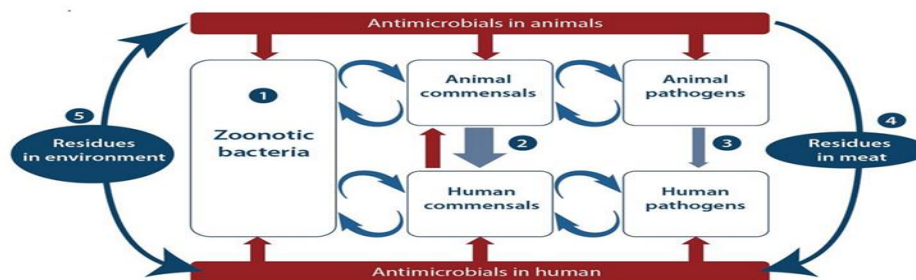 Antimicrobials in animals
1
Zoonotic
bacteria
Animal
commensals
Animal
pathogens
5
Residues
in environment
2
3
4
Residues
in meat
Human
commensals
Human
pathogens
Antimicrobials in human